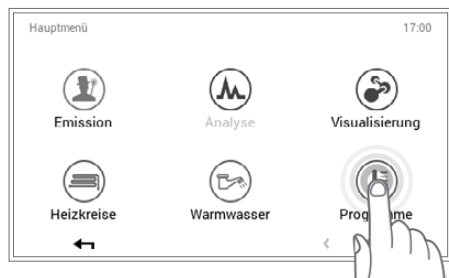 Hauptmenü 17:00
Emission Analyse Visualisierung
Heizkreise Warmwasser